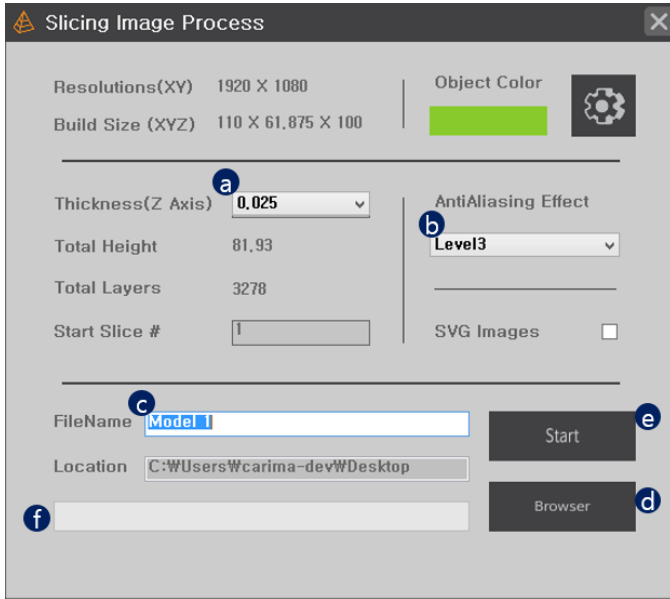 Slicing Image Process
Resolutions(XY) 1920 X 1080
Object Color
Build Size (XYZ) 110 X 61,875 X 100
a
Thickness(Z Axis) 0,025
AntiAliasing Effect
b
Level3
Total Height 81,93
Total Layers 3278
Start Slice # 1
SVG Images
c
FileName Model 1
e
Start
Location C:₩Users₩carima-dev₩Desktop
d
Browser
f